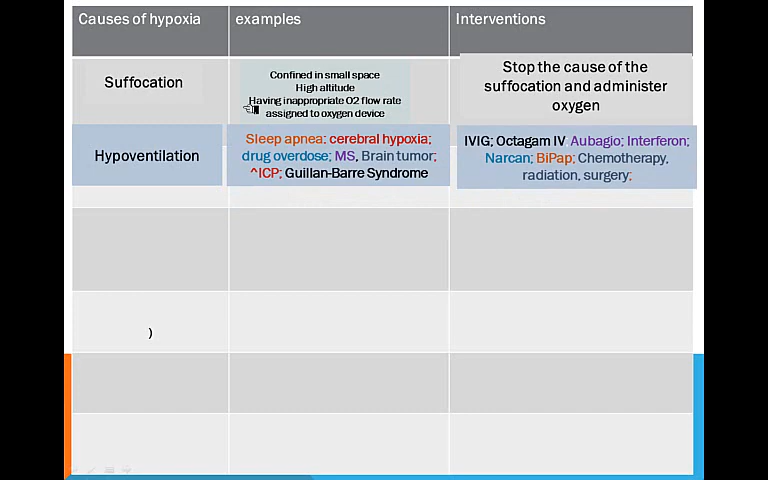 Causes of hypoxia
examples
Interventions
Suffocation
Confined in small space
High altitude
Having inappropriate O2 flow rate
assigned to oxygen device
Stop the cause of the
suffocation and administer
oxygen
Hypoventilation
Sleep apnea; cerebral hypoxia;
drug overdose; MS, Brain tumor;
^ICP; Guillan-Barre Syndrome
IVIG; Octagam IV Aubagio; Interferon;
Narcan; BiPap; Chemotherapy,
radiation, surgery;
)